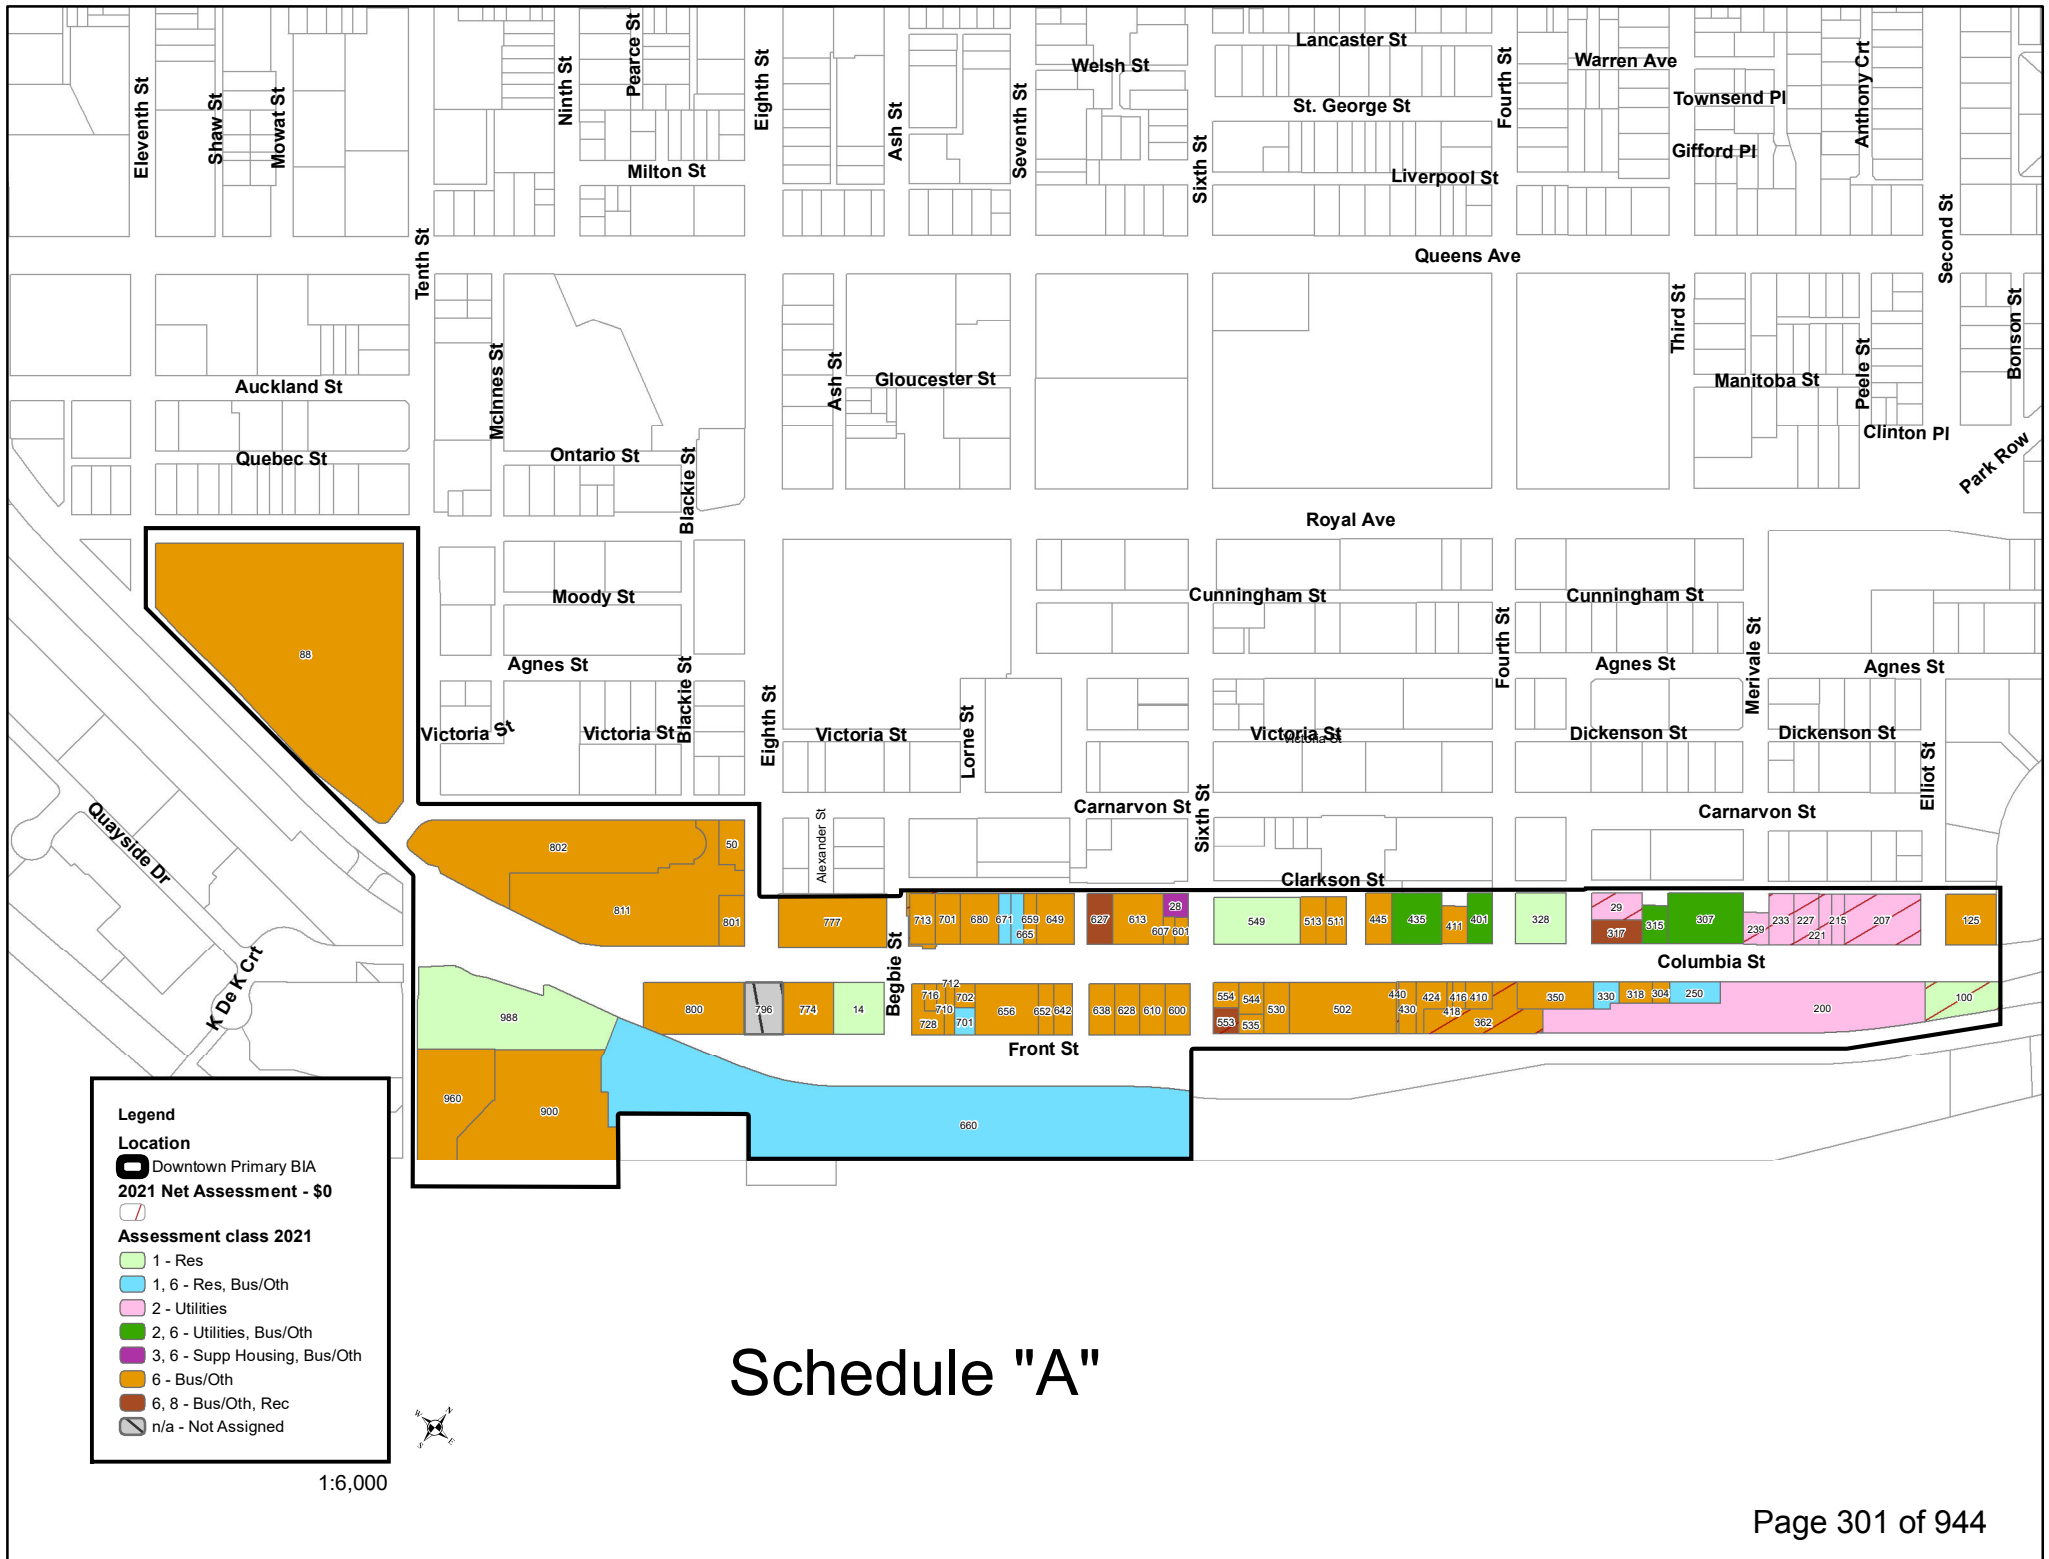 Lancaster St
Welsh St
Warren Ave
Pearce St
Eleventh St
Shaw St
Mowat St
Ninth St
Eighth St
Ash St
Seventh St
St. George St
Fourth St
Townsend Pl
Anthony Crt
Milton St
Sixth St
Liverpool St
Gifford Pl
Tenth St
Queens Ave
Second St
Third St
Bonson St
McInnes St
Auckland St
Ash St
Gloucester St
Manitoba St
Peele St
Clinton Pl
Quebec St
Ontario St
Blackie St
Park Row
Royal Ave
Moody St
Cunningham St
Cunningham St
Fourth St
Merivale St
88
Agnes St
Blackie St
Agnes St
Agnes St
Victoria St
Victoria St
Eighth St
Victoria St
Lorne St
Victoria St
Victoria St
Dickenson St
Dickenson St
Elliot St
Carnarvon St
Sixth St
Carnarvon St
Quayside Dr
Alexander St
802
50
811
801
Clarkson St
777
713
701
680
671
665
659
649
627
613
28
607
601
549
513
511
445
435
411
401
328
29
317
315
307
239
233
227
221
215
207
125
Begbie St
Columbia St
K De K Crt
988
800
796
774
14
716
712
710
702
728
701
656
652
642
638
628
610
600
554
544
553
535
530
502
440
430
424
416
418
410
362
350
330
318
304
250
200
100
Front St
960
900
660
Legend
Location
Downtown Primary BIA
2021 Net Assessment - $0
Assessment class 2021
1 - Res
1, 6 - Res, Bus/Oth
2 - Utilities
2, 6 - Utilities, Bus/Oth
3, 6 - Supp Housing, Bus/Oth
6 - Bus/Oth
6, 8 - Bus/Oth, Rec
n/a - Not Assigned
W
N
S
E
Schedule "A"
1:6,000
Page 301 of 944